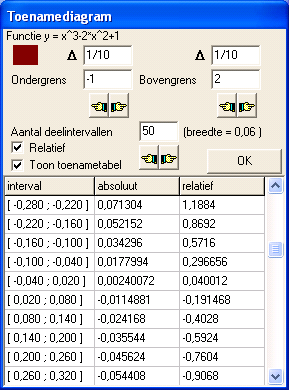 Toenamediagram
Functie y = x^3-2*x^2+1
Δ 1/10 Δ 1/10
Ondergrens -1 Bovengrens 2
Aantal deelintervallen 50 (breedte = 0,06 )
Relatief
Toon toenametabel OK
interval absoluut relatief
[ -0,280 ; -0,220 ] 0,071304 1,1884
[ -0,220 ; -0,160 ] 0,052152 0,8692
[ -0,160 ; -0,100 ] 0,034296 0,5716
[ -0,100 ; -0,040 ] 0,0177994 0,296656
[ -0,040 ; 0,020 ] 0,00240072 0,040012
[ 0,020 ; 0,080 ] -0,0114881 -0,191468
[ 0,080 ; 0,140 ] -0,024168 -0,4028
[ 0,140 ; 0,200 ] -0,035544 -0,5924
[ 0,200 ; 0,260 ] -0,045624 -0,7604
[ 0,260 ; 0,320 ] -0,054408 -0,9068